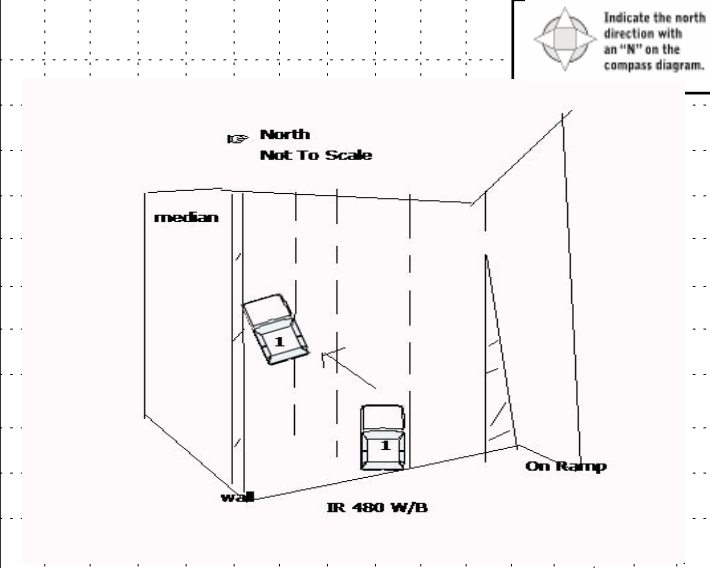 Indicate the north
direction with
an “N” on the
compass diagram.
North
Not To Scale
median
1
1
On Ramp
wall
IR 480 W/B